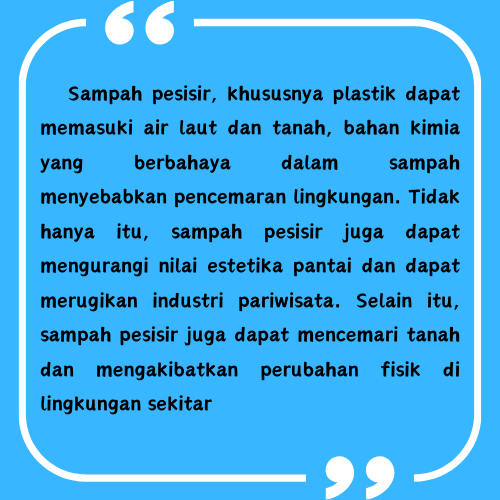 Sampah pesisir, khususnya plastik dapat
memasuki air laut dan tanah, bahan kimia
yang berbahaya dalam sampah
menyebabkan pencemaran lingkungan. Tidak
hanya itu, sampah pesisir juga dapat
mengurangi nilai estetika pantai dan dapat
merugikan industri pariwisata. Selain itu,
sampah pesisir juga dapat mencemari tanah
dan mengakibatkan perubahan fisik di
lingkungan sekitar